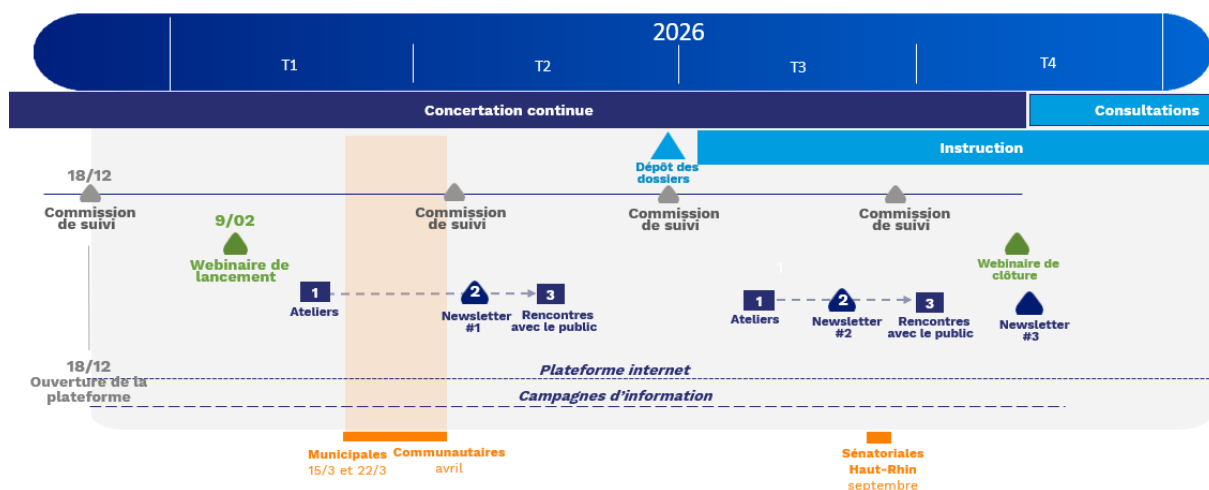 2026
T1
T2
T3
T4
Concertation continue
Consultations
Instruction
Dépôt des
dossiers
18/12
Commission
de suivi
Commission
de suivi
Commission
de suivi
Commission
de suivi
9/02
Webinaire de
lancement
Webinaire de
clôture
1
1
Ateliers
2
Newsletter
#1
3
Rencontres
avec le public
1
Ateliers
2
Newsletter
#2
3
Rencontres
avec le public
Newsletter
#3
18/12
Ouverture de la
plateforme
Plateforme internet
Campagnes d’information
Municipales
15/3 et 22/3
Communautaires
avril
Sénatoriales
Haut-Rhin
septembre